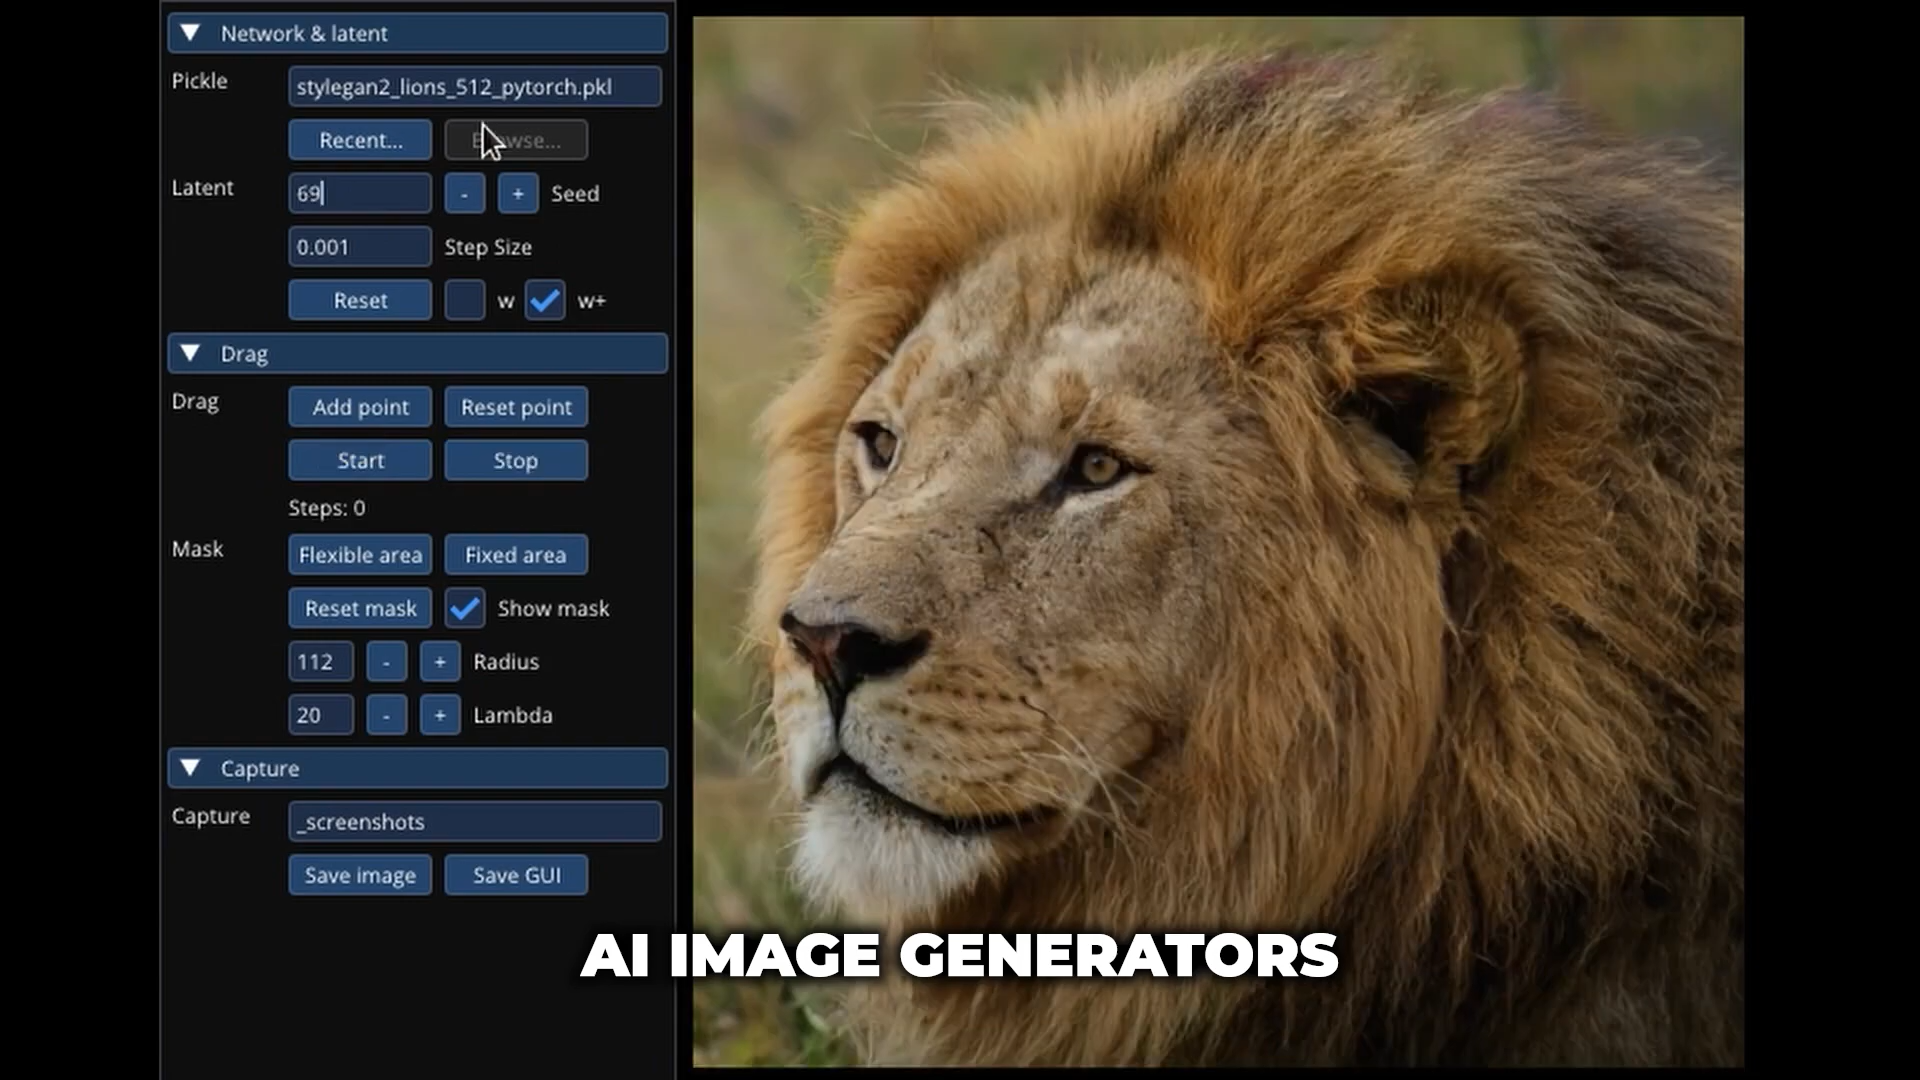 Network & latent
Pickle
stylegan2_lions_512_pytorch.pkl
Recent...
Latent
69
-
+
Seed
0.001
Step Size
Reset
w
w+
Drag
Drag
Add point
Reset point
Start
Stop
Steps: 0
Mask
Flexible area
Fixed area
Reset mask
Show mask
112
-
+
Radius
20
-
+
Lambda
Capture
Capture
_screenshots
Save image
Save GUI
AI IMAGE GENERATORS